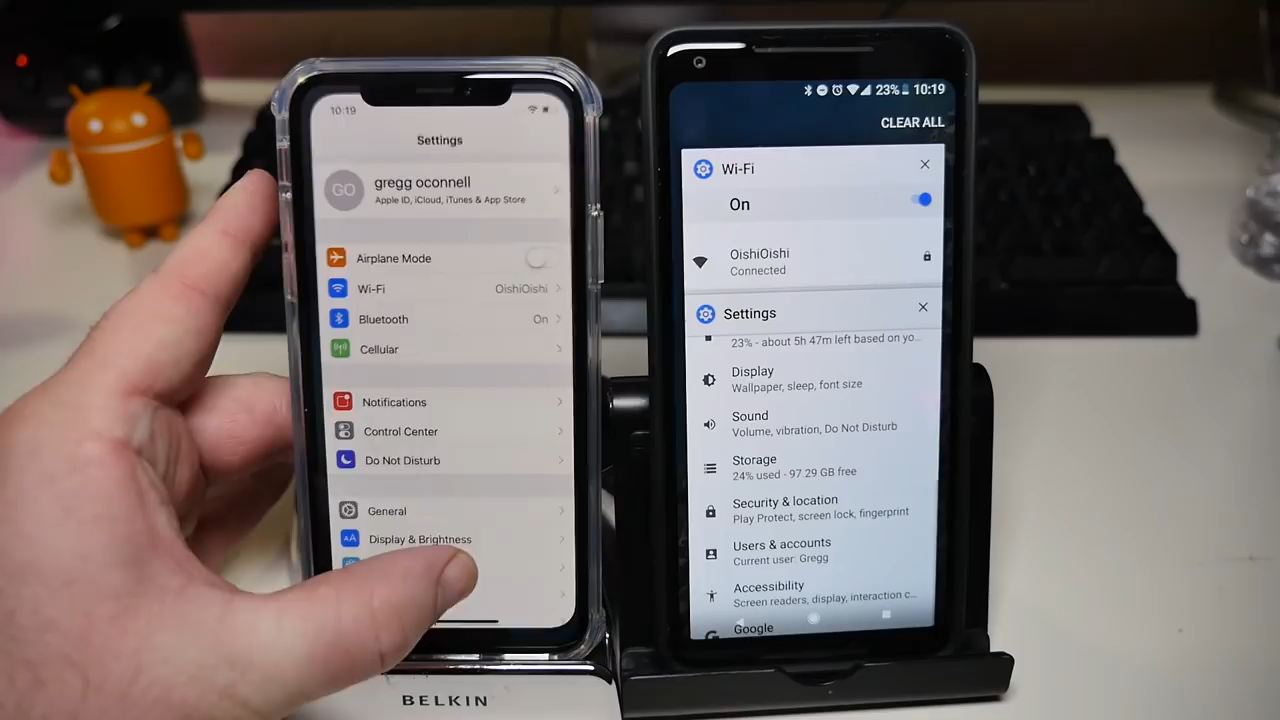 10:19
Settings
GO
gregg oconnell
Apple ID, iCloud, iTunes & App Store
Airplane Mode
Wi-Fi OishiOishi
Bluetooth On
Cellular
Notifications
Control Center
Do Not Disturb
General
AA Display & Brightness
BELKIN
23% 10:19
CLEAR ALL
Wi-Fi
On
OishiOishi
Connected
Settings
23% - about 5h 47m left based on yo...
Display
Wallpaper, sleep, font size
Sound
Volume, vibration, Do Not Disturb
Storage
24% used - 97.29 GB free
Security & location
Play Protect, screen lock, fingerprint
Users & accounts
Current user: Gregg
Accessibility
Screen readers, display, interaction c...
G Google